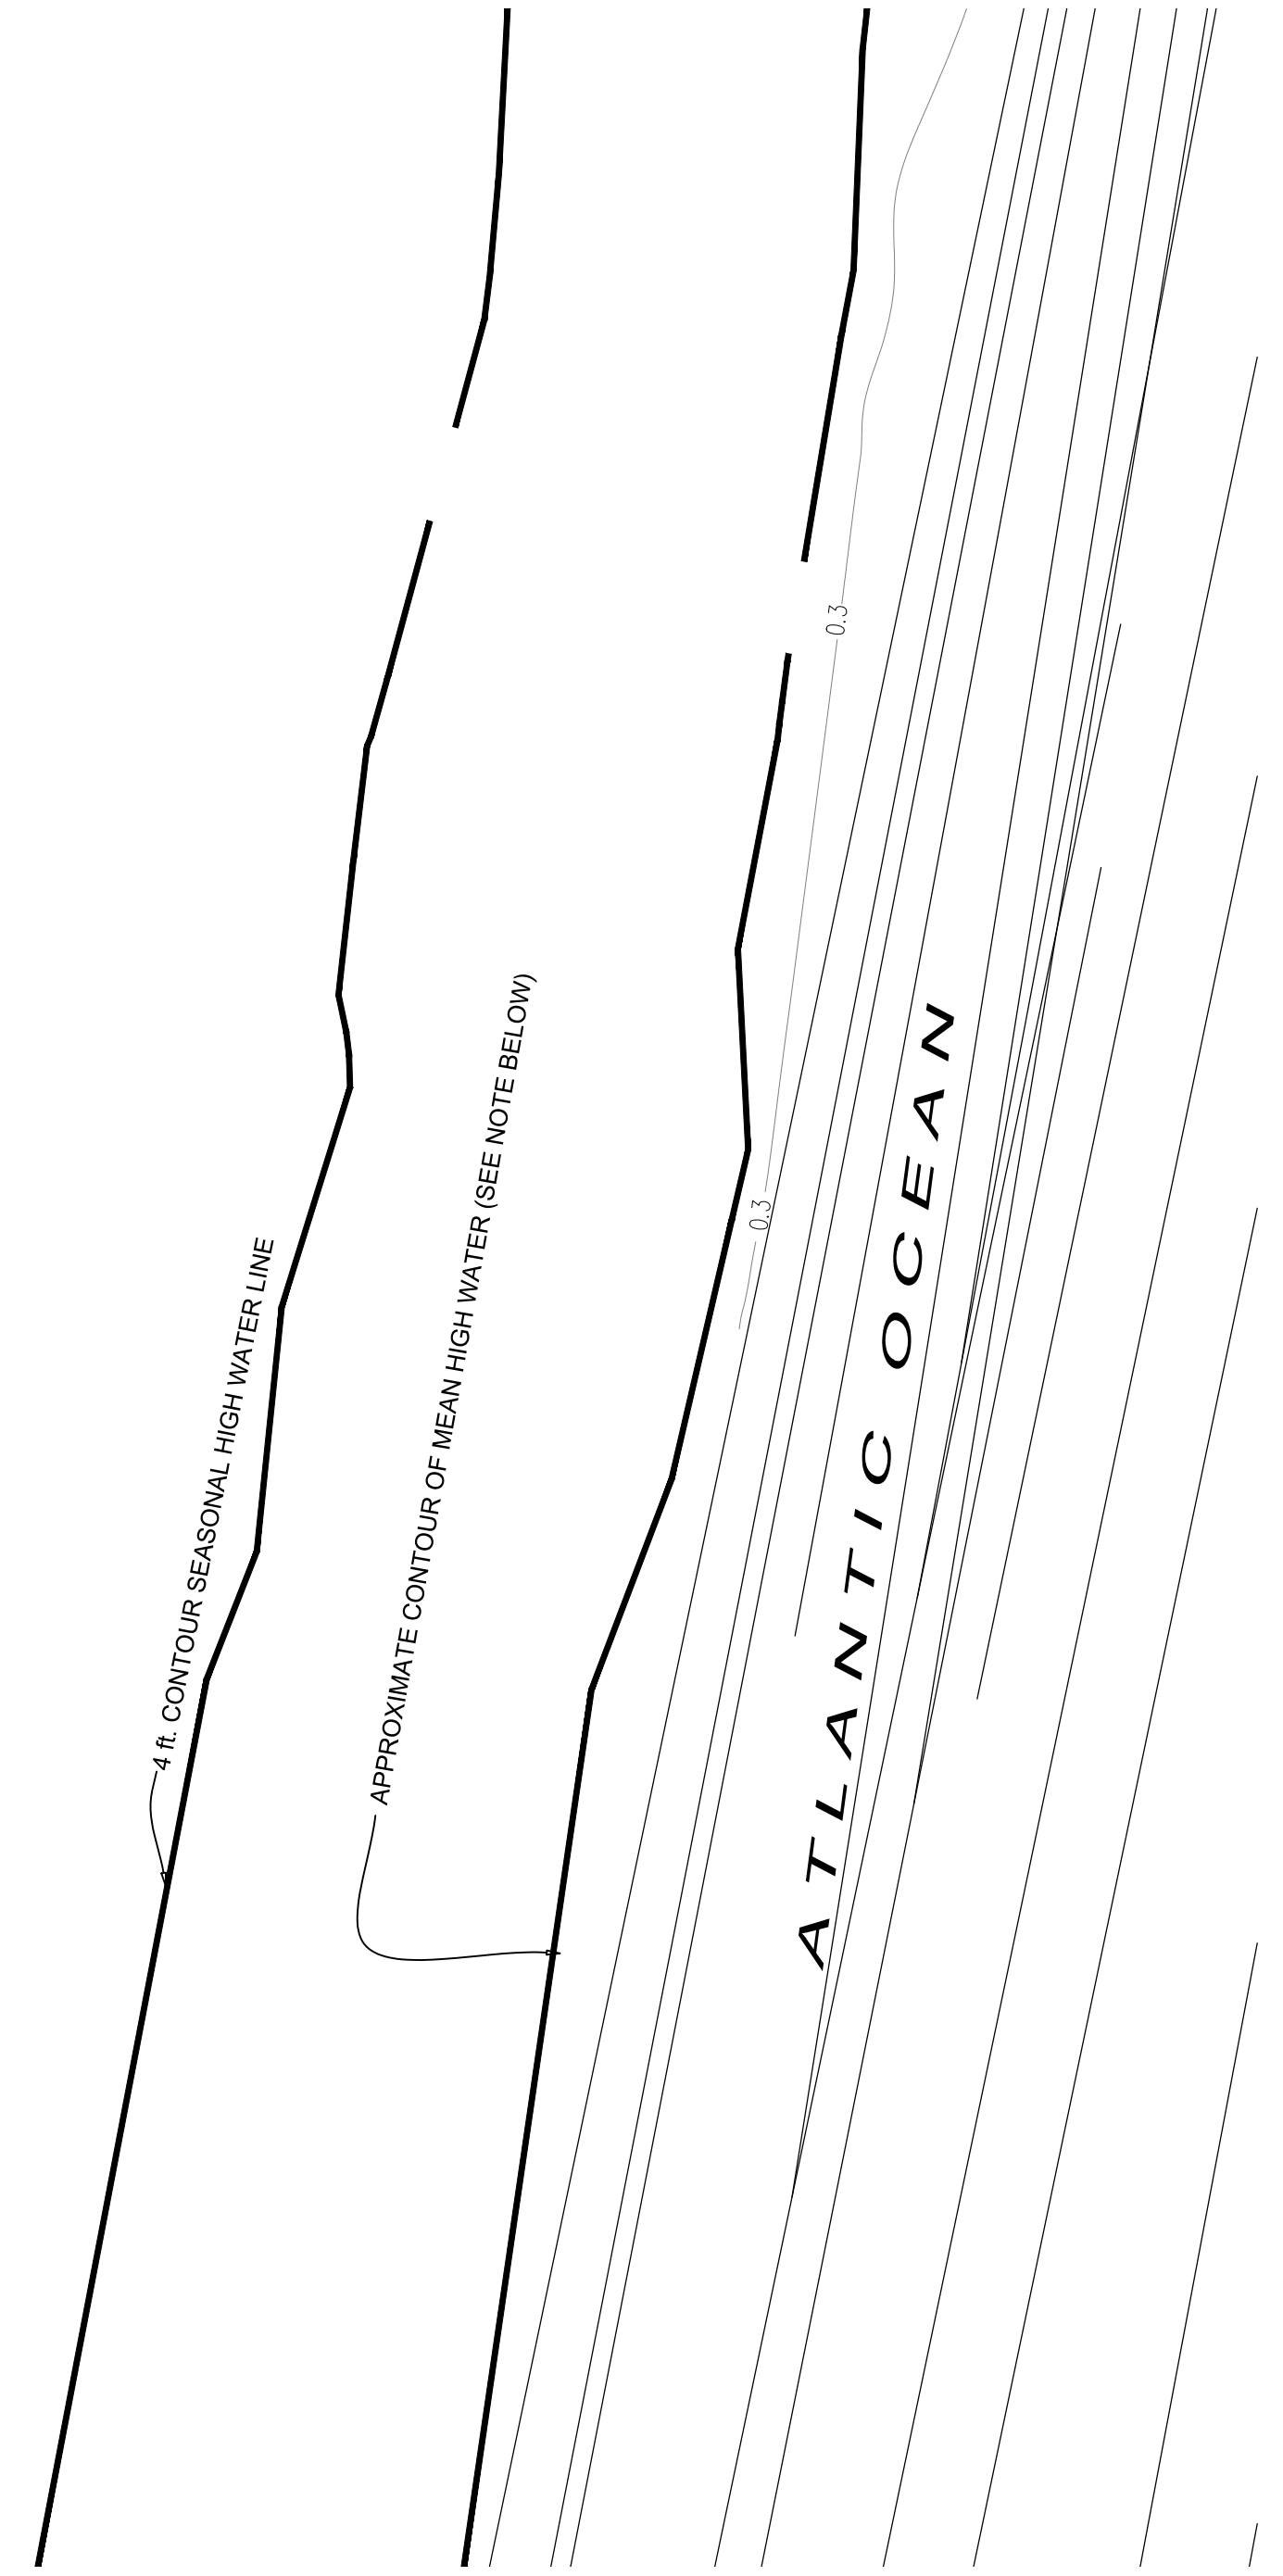 4 ft. CONTOUR SEASONAL HIGH WATER LINE
APPROXIMATE CONTOUR OF MEAN HIGH WATER (SEE NOTE BELOW)
0.3
0.3
ATLANTIC OCEAN